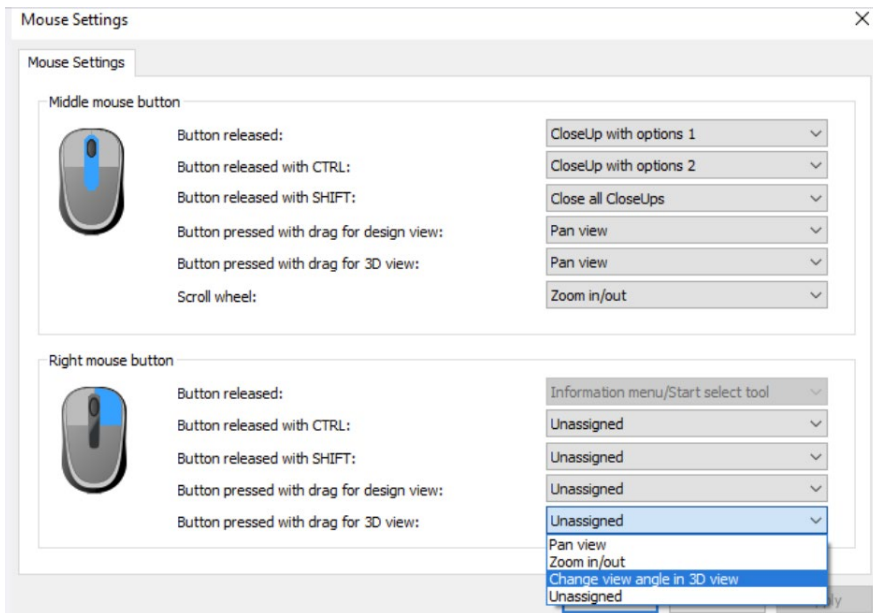 Mouse Settings
Mouse Settings
Middle mouse button
Button released: CloseUp with options 1
Button released with CTRL: CloseUp with options 2
Button released with SHIFT: Close all CloseUps
Button pressed with drag for design view: Pan view
Button pressed with drag for 3D view: Pan view
Scroll wheel: Zoom in/out
Right mouse button
Button released: Information menu/Start select tool
Button released with CTRL: Unassigned
Button released with SHIFT: Unassigned
Button pressed with drag for design view: Unassigned
Button pressed with drag for 3D view: Unassigned
Pan view
Zoom in/out
Change view angle in 3D view
Unassigned